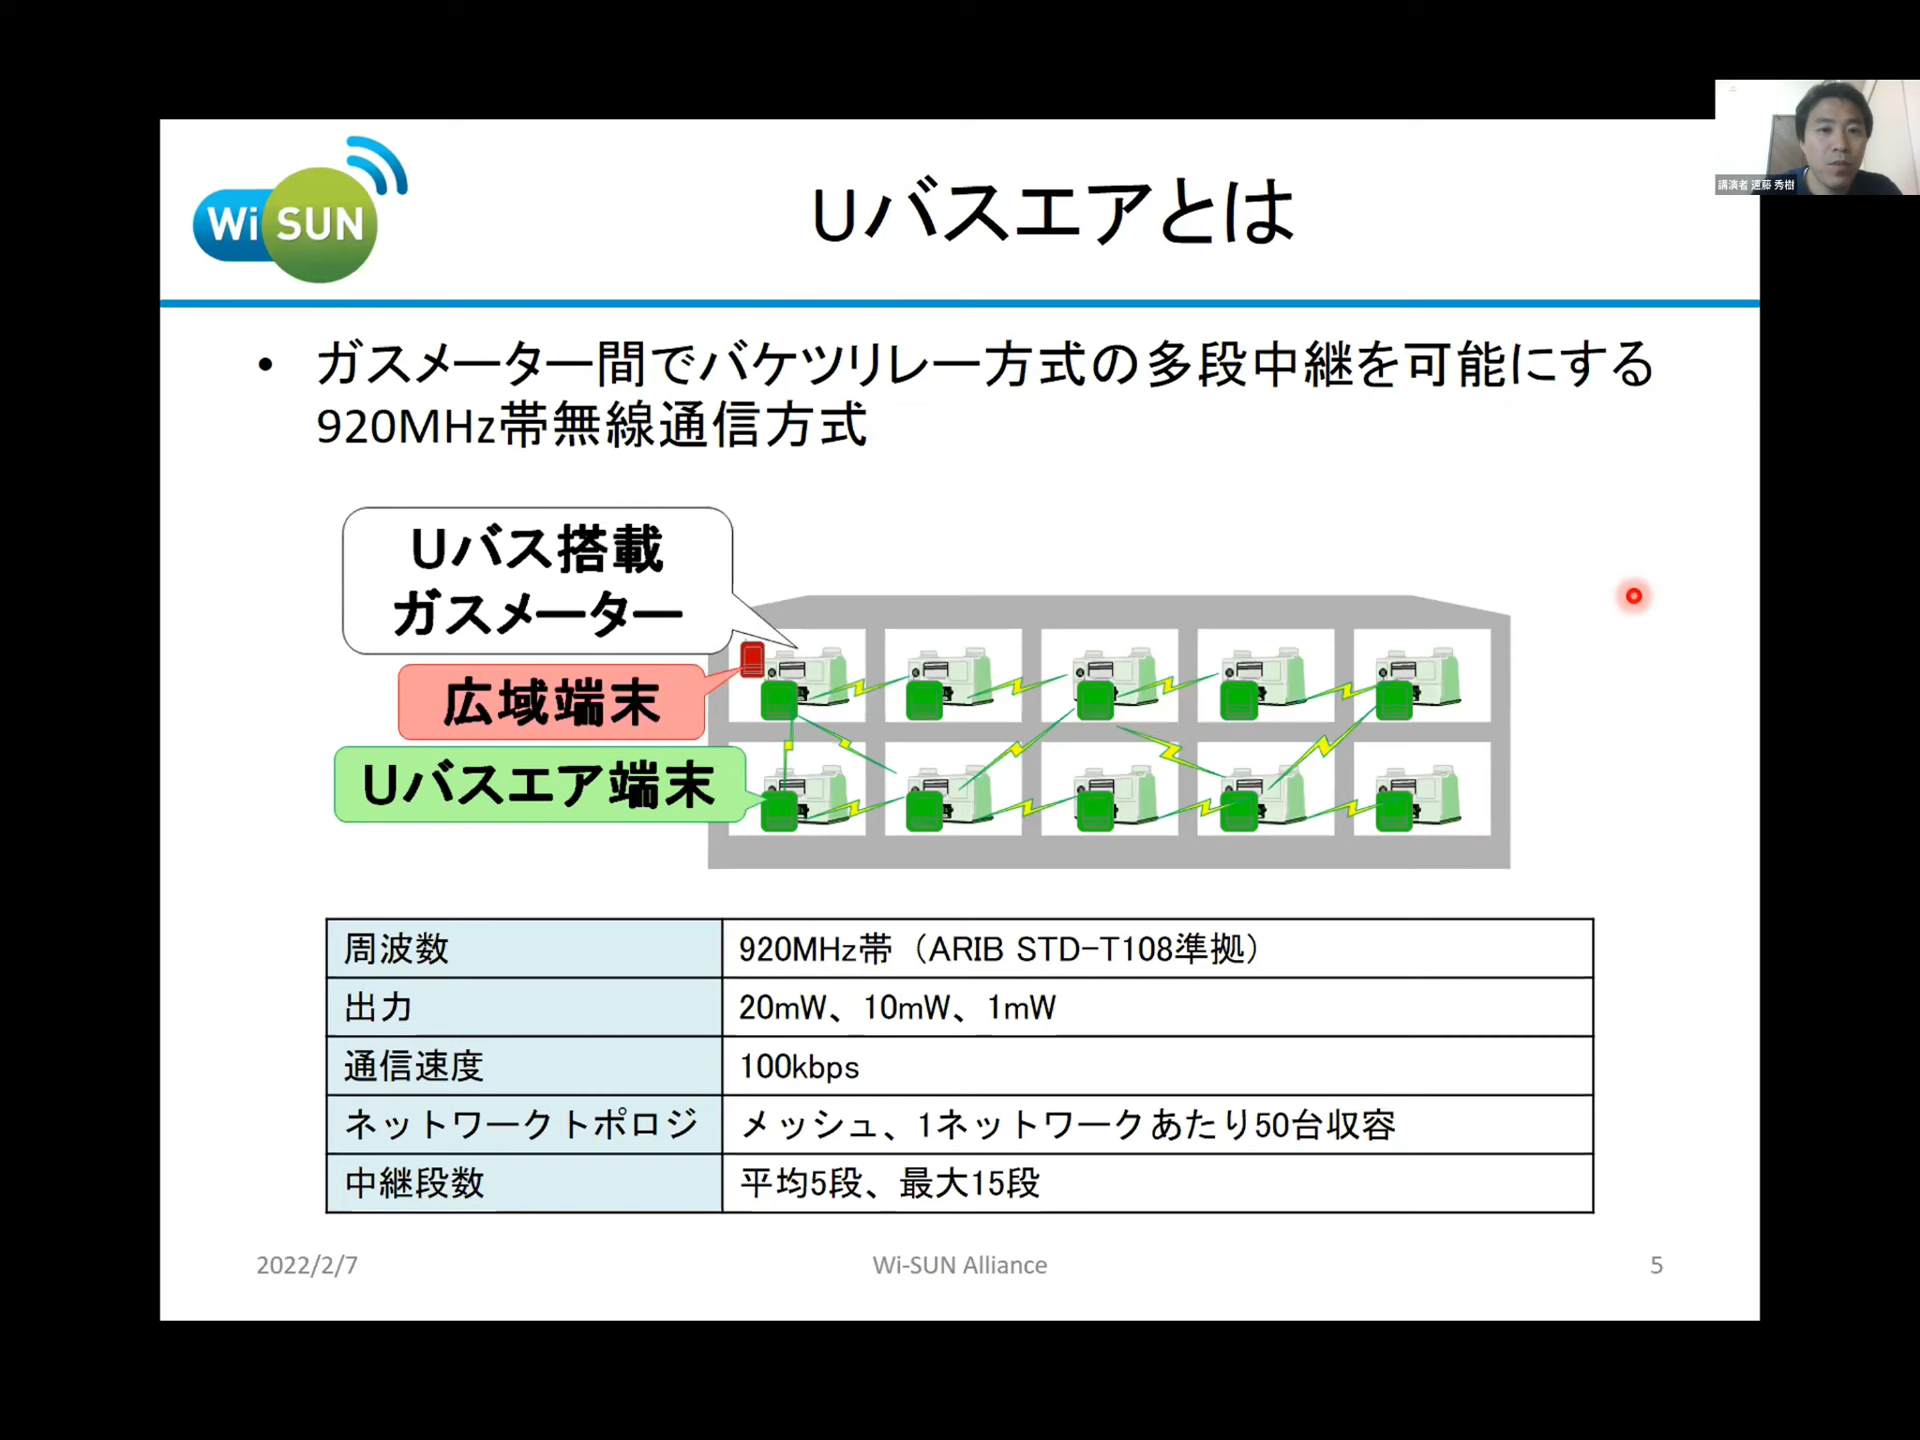 Wi SUN
Uバスエアとは
講演者 遠藤 秀樹
• ガスメーター間でバケツリレー方式の多段中継を可能にする
920MHz帯無線通信方式
Uバス搭載
ガスメーター
広域端末
Uバスエア端末
周波数 920MHz帯（ARIB STD-T108準拠）
出力 20mW、10mW、1mW
通信速度 100kbps
ネットワークトポロジ メッシュ、1ネットワークあたり50台収容
中継段数 平均5段、最大15段
2022/2/7 Wi-SUN Alliance 5